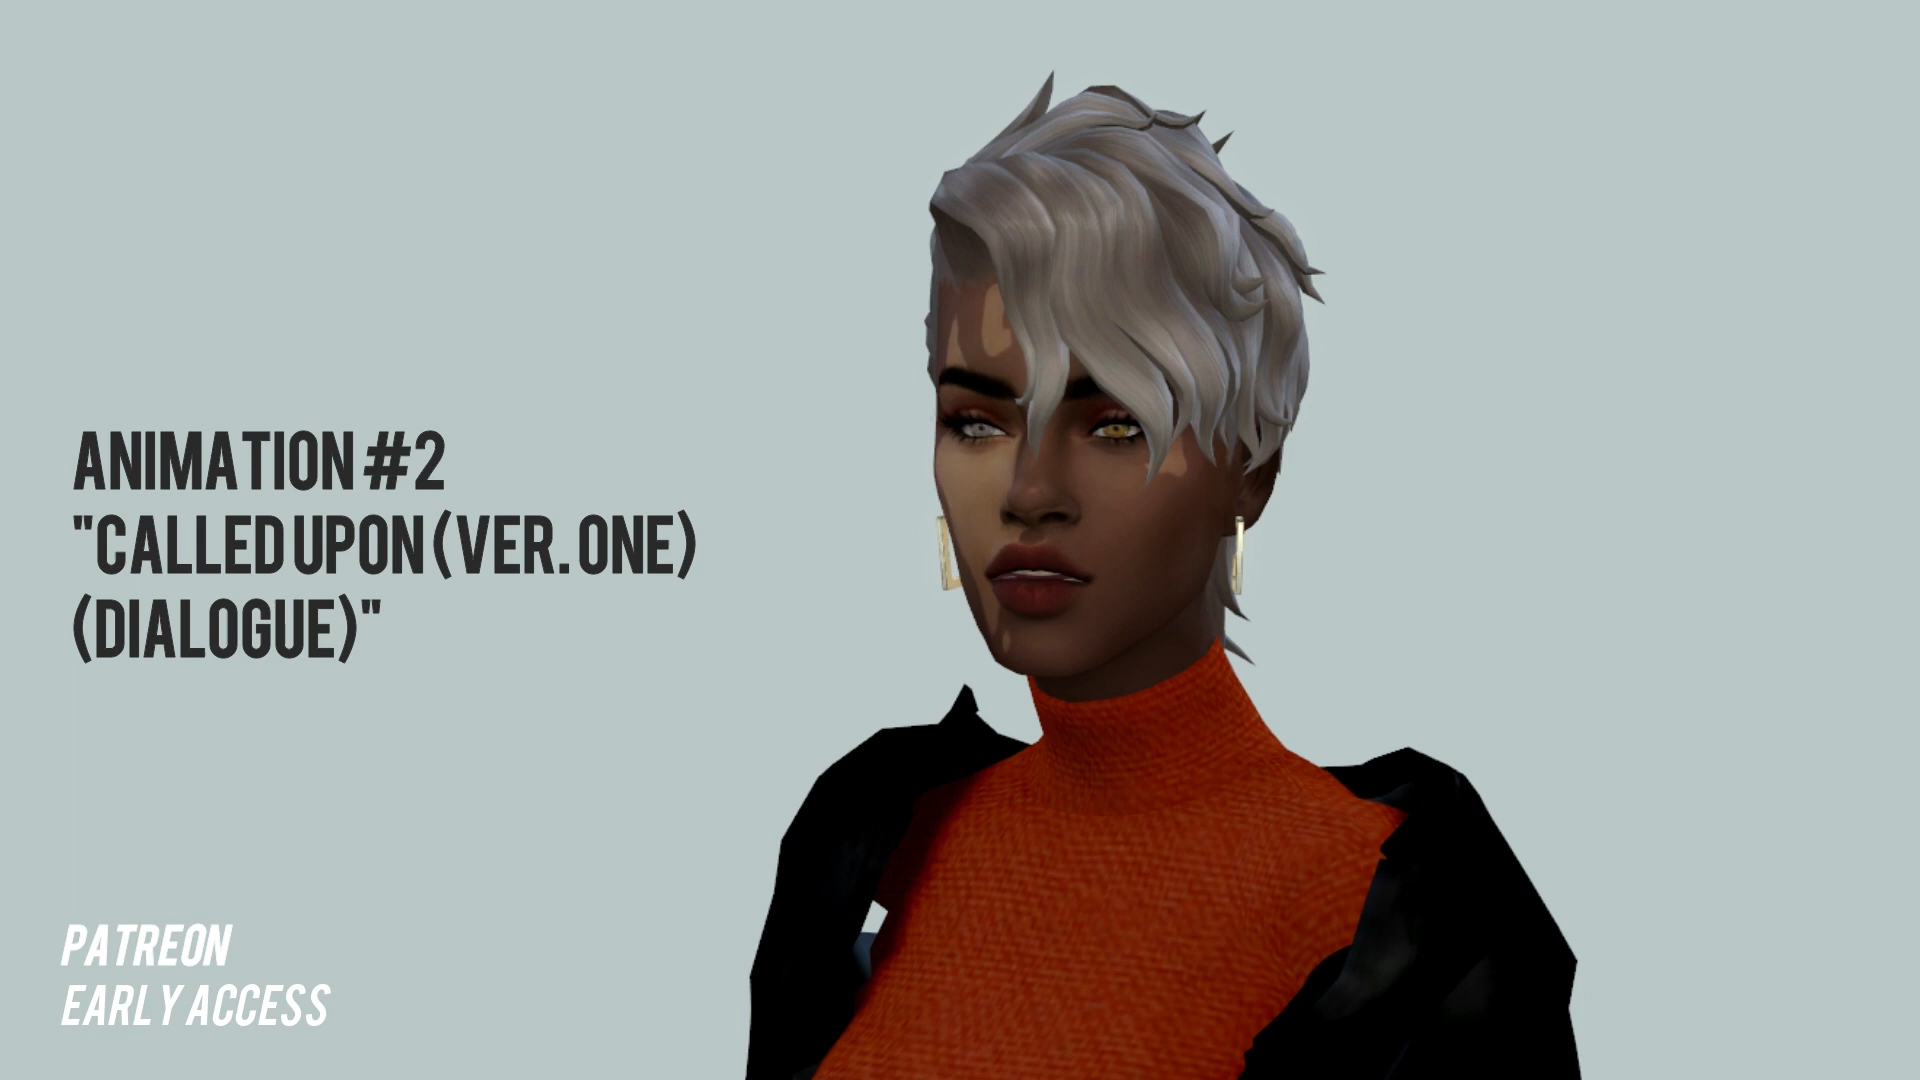 ANIMATION #2
"CALLED UPON (VER. ONE)
(DIALOGUE)"
PATREON
EARLY ACCESS